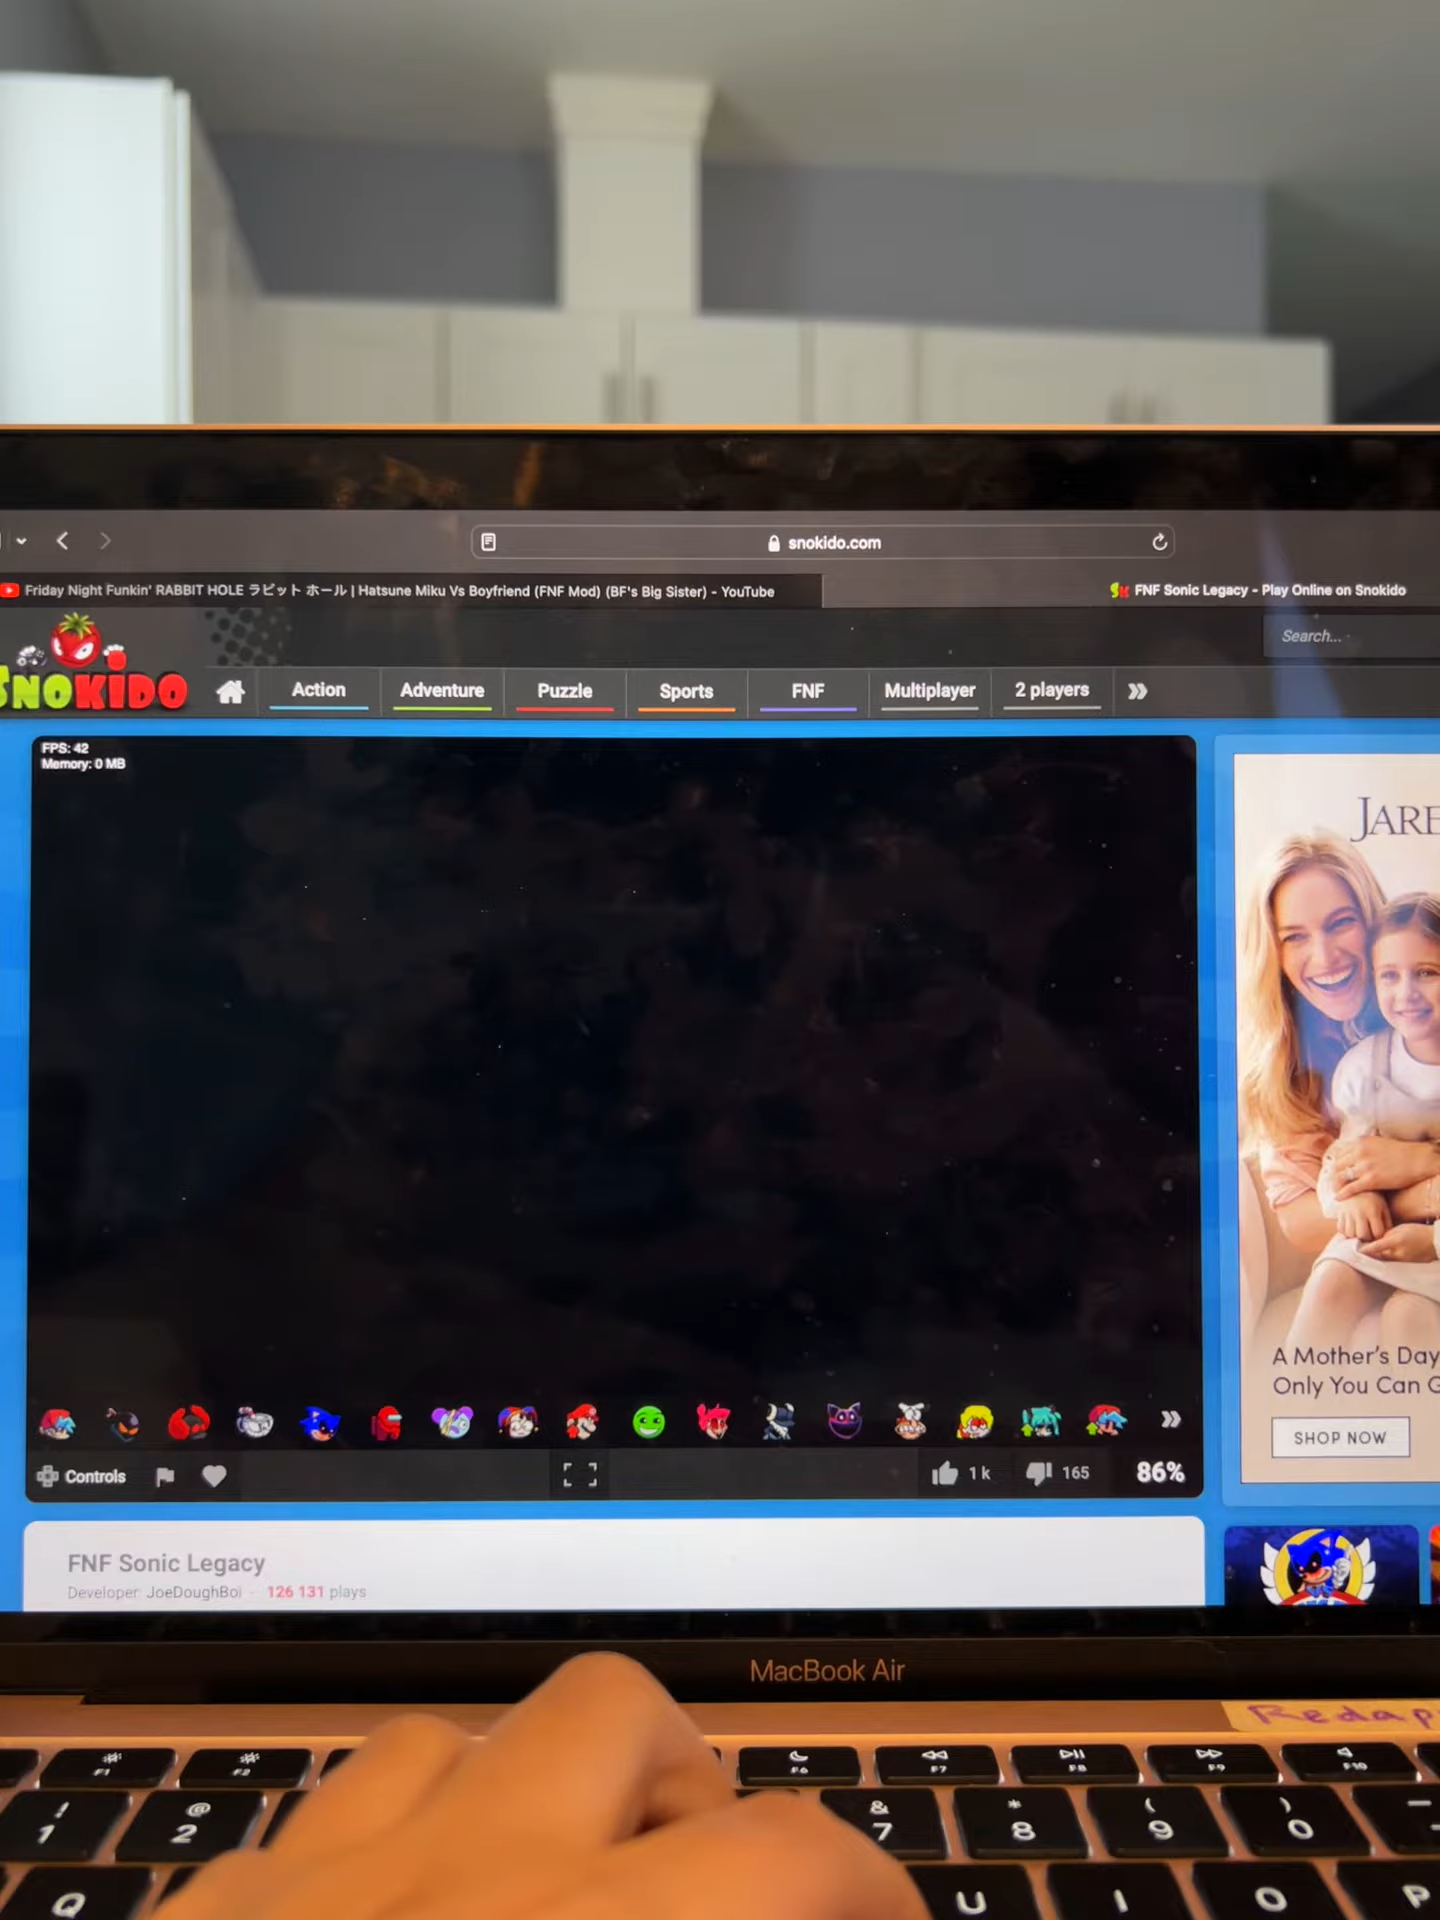 snokido.com
Friday Night Funkin' RABBIT HOLE ラビット ホール | Hatsune Miku Vs Boyfriend (FNF Mod) (BF's Big Sister) - YouTube
FNF Sonic Legacy - Play Online on Snokido
Search...
SNOKIDO
Action Adventure Puzzle Sports FNF Multiplayer 2 players
FPS: 42
Memory: 0 MB
JARE
A Mother's Day
Only You Can G
SHOP NOW
Controls
1 k 165 86%
FNF Sonic Legacy
Developer JoeDoughBoi - 126 131 plays
MacBook Air
Redap
F1 F2 F6 F7 F8 F9 F10
! @ & * ( )
1 2 7 8 9 0
Q U I O P